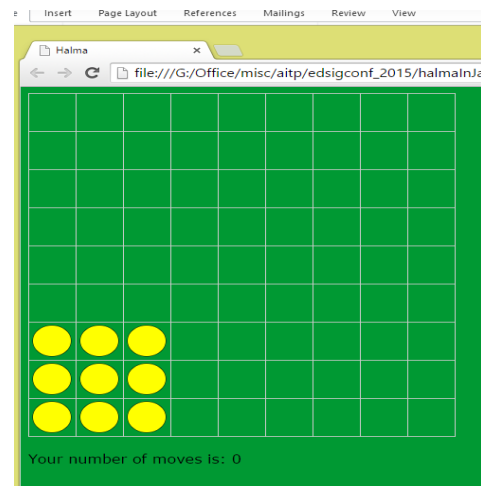 e Insert Page Layout References Mailings Review View
Halma ×
file:///G:/Office/misc/aitp/edsigconf_2015/halmaInJa
Your number of moves is: 0